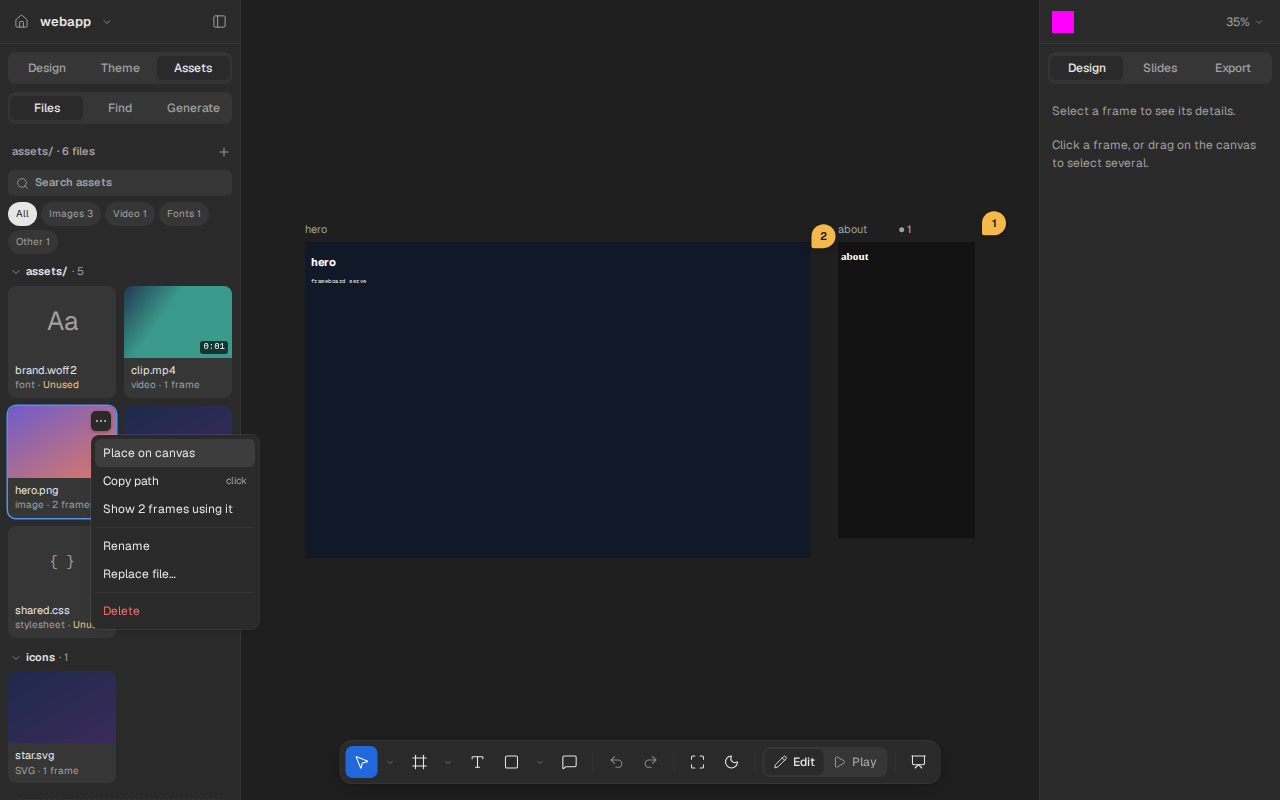 webapp
Design Theme Assets
Files Find Generate
assets/ · 6 files
Search assets
All Images 3 Video 1 Fonts 1
Other 1
assets/ · 5
Aa
0:01
brand.woff2
font · Unused
clip.mp4
video · 1 frame
hero.png
image · 2 frames
Place on canvas
Copy path click
Show 2 frames using it
Rename
Replace file…
Delete
{ }
shared.css
stylesheet ·
icons · 1
star.svg
SVG · 1 frame
hero
2
about
1
1
hero
frameboard serve
about
Edit
Play
35%
Design Slides Export
Select a frame to see its details.
Click a frame, or drag on the canvas
to select several.